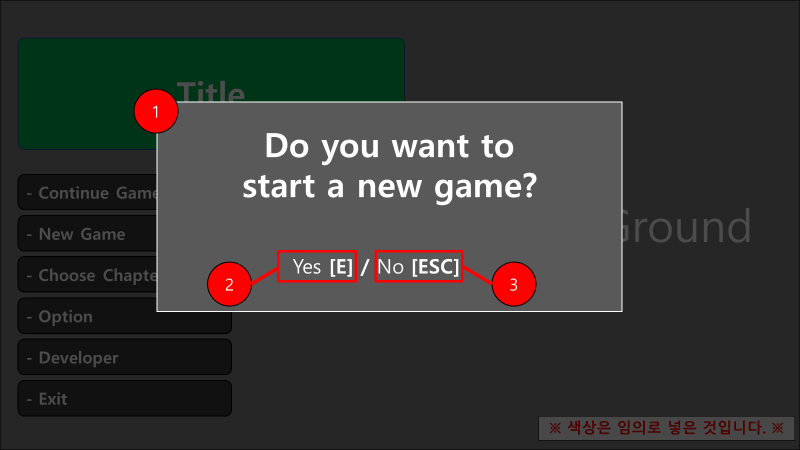 Title
1
Do you want to
start a new game?
- Continue Game
- New Game
Ground
- Choose Chapte
Yes [E] / No [ESC]
2
3
- Option
- Developer
- Exit
※ 색상은 임의로 넣은 것입니다. ※